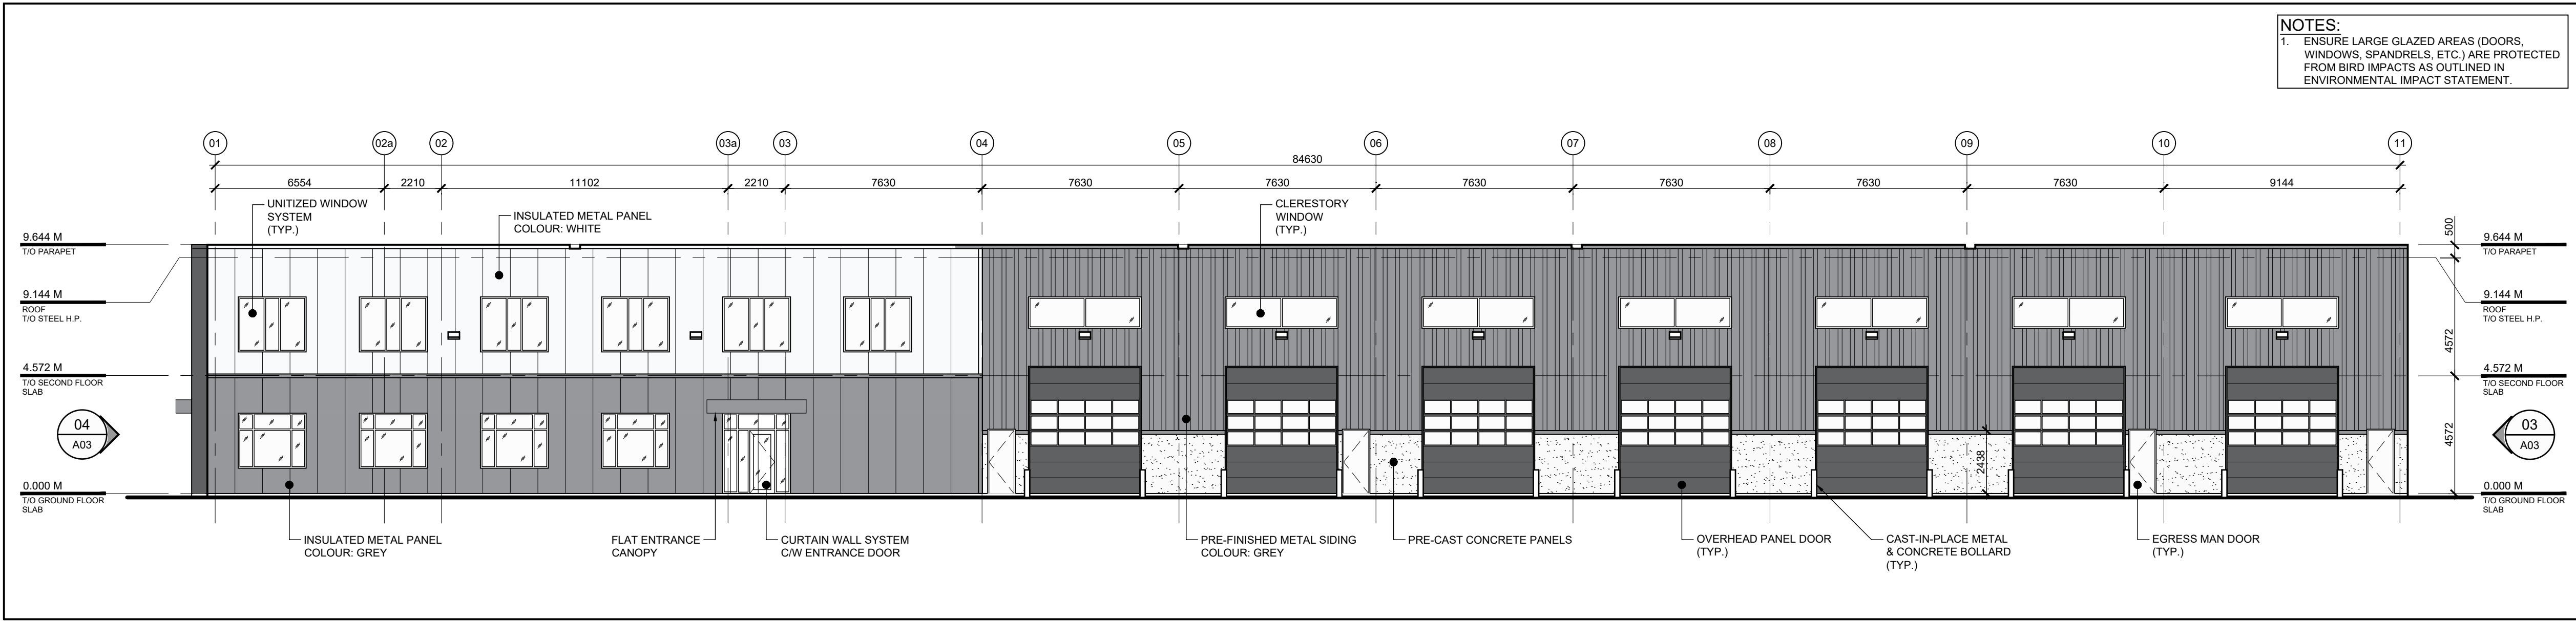 NOTES:
1. ENSURE LARGE GLAZED AREAS (DOORS,
WINDOWS, SPANDRELS, ETC.) ARE PROTECTED
FROM BIRD IMPACTS AS OUTLINED IN
ENVIRONMENTAL IMPACT STATEMENT.
01 02a 02 03a 03 04 05 06 07 08 09 10 11
84630
6554 2210 11102 2210 7630 7630 7630 7630 7630 7630 7630 9144
UNITIZED WINDOW
SYSTEM
(TYP.)
INSULATED METAL PANEL
COLOUR: WHITE
CLERESTORY
WINDOW
(TYP.)
9.644 M
T/O PARAPET
9.144 M
ROOF
T/O STEEL H.P.
4.572 M
T/O SECOND FLOOR
SLAB
04
A03
0.000 M
T/O GROUND FLOOR
SLAB
2438
500
4572
4572
9.644 M
T/O PARAPET
9.144 M
ROOF
T/O STEEL H.P.
4.572 M
T/O SECOND FLOOR
SLAB
03
A03
0.000 M
T/O GROUND FLOOR
SLAB
INSULATED METAL PANEL
COLOUR: GREY
FLAT ENTRANCE
CANOPY
CURTAIN WALL SYSTEM
C/W ENTRANCE DOOR
PRE-FINISHED METAL SIDING
COLOUR: GREY
PRE-CAST CONCRETE PANELS
OVERHEAD PANEL DOOR
(TYP.)
CAST-IN-PLACE METAL
& CONCRETE BOLLARD
(TYP.)
EGRESS MAN DOOR
(TYP.)